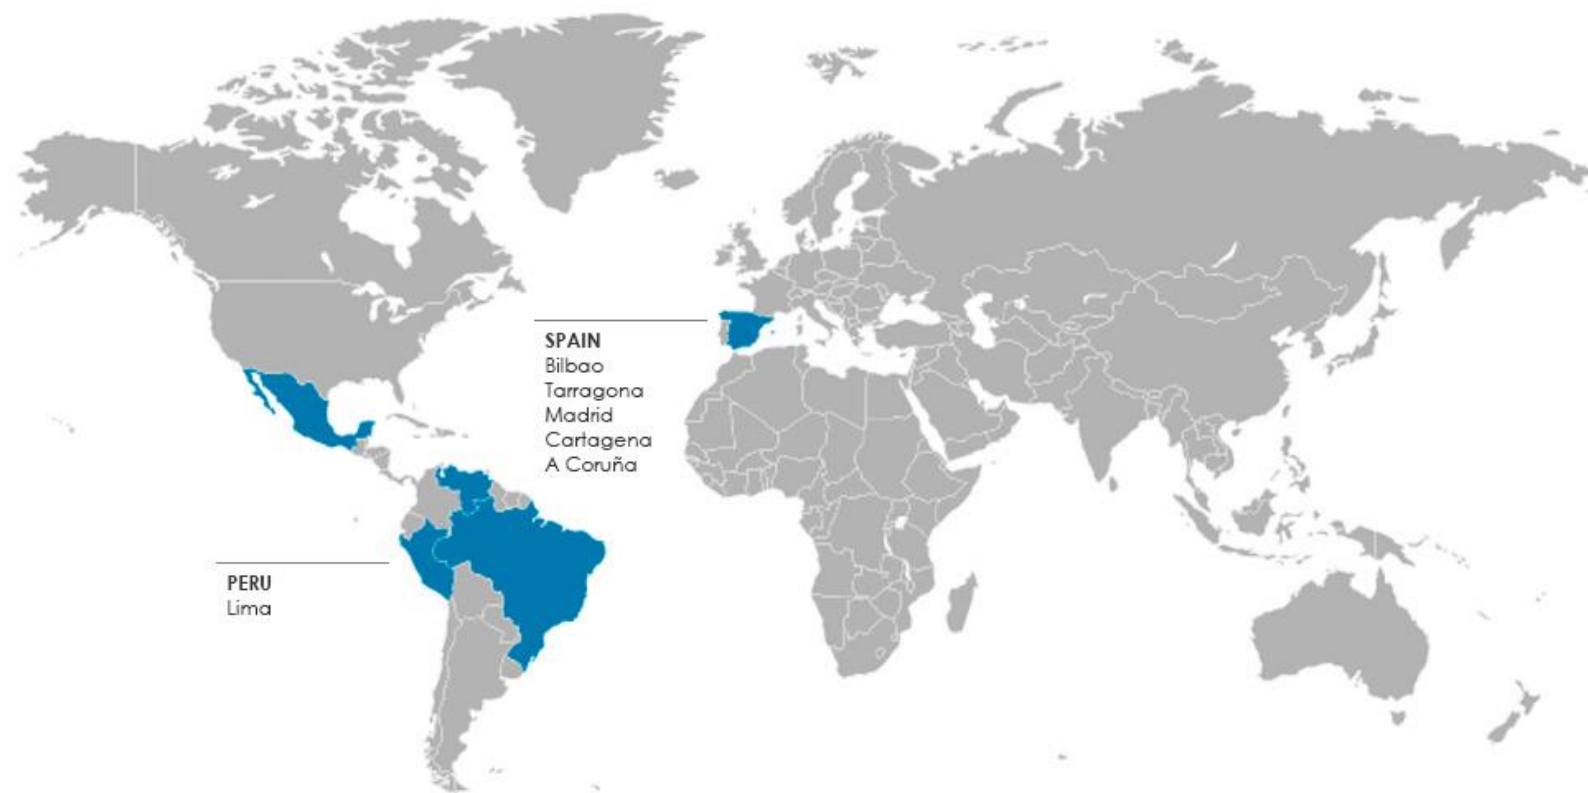 SPAIN
Bilbao
Tarragona
Madrid
Cartagena
A Coruña
PERU
Lima